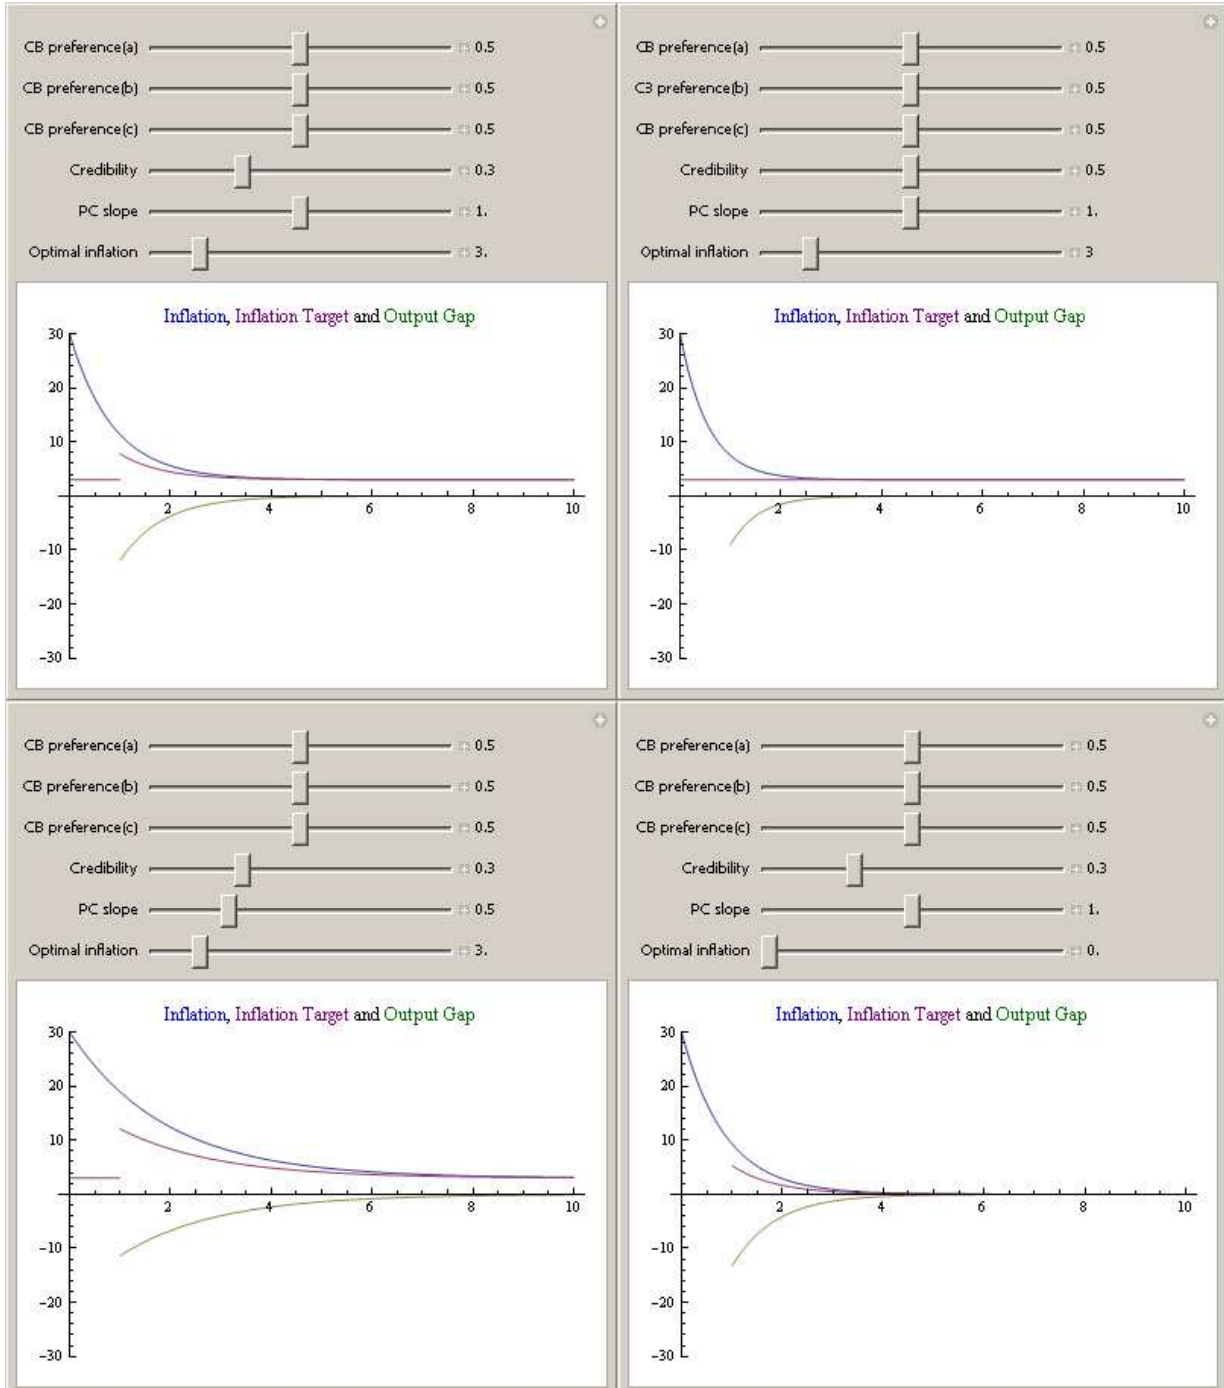 CB preference(a) 0.5
CB preference(b) 0.5
CB preference(c) 0.5
Credibility 0.3
PC slope 1.
Optimal inflation 3.
Inflation, Inflation Target and Output Gap
30
20
10
2 4 6 8 10
-10
-20
-30
CB preference(a) 0.5
C3 preference(b) 0.5
CB preference(c) 0.5
Credibility 0.5
PC slope 1.
Optimal inflation 3
Inflation, Inflation Target and Output Gap
30
20
10
2 4 6 8 10
-10
-20
-30
CB preference(a) 0.5
CB preference(b) 0.5
CB preference(c) 0.5
Credibility 0.3
PC slope 0.5
Optimal inflation 3.
Inflation, Inflation Target and Output Gap
30
20
10
2 4 6 8 10
-10
-20
-30
CB preference(a) 0.5
CB preference(b) 0.5
CB preference(c) 0.5
Credibility 0.3
PC slope 1.
Optimal inflation 0.
Inflation, Inflation Target and Output Gap
30
20
10
2 4 6 8 10
-10
-20
-30